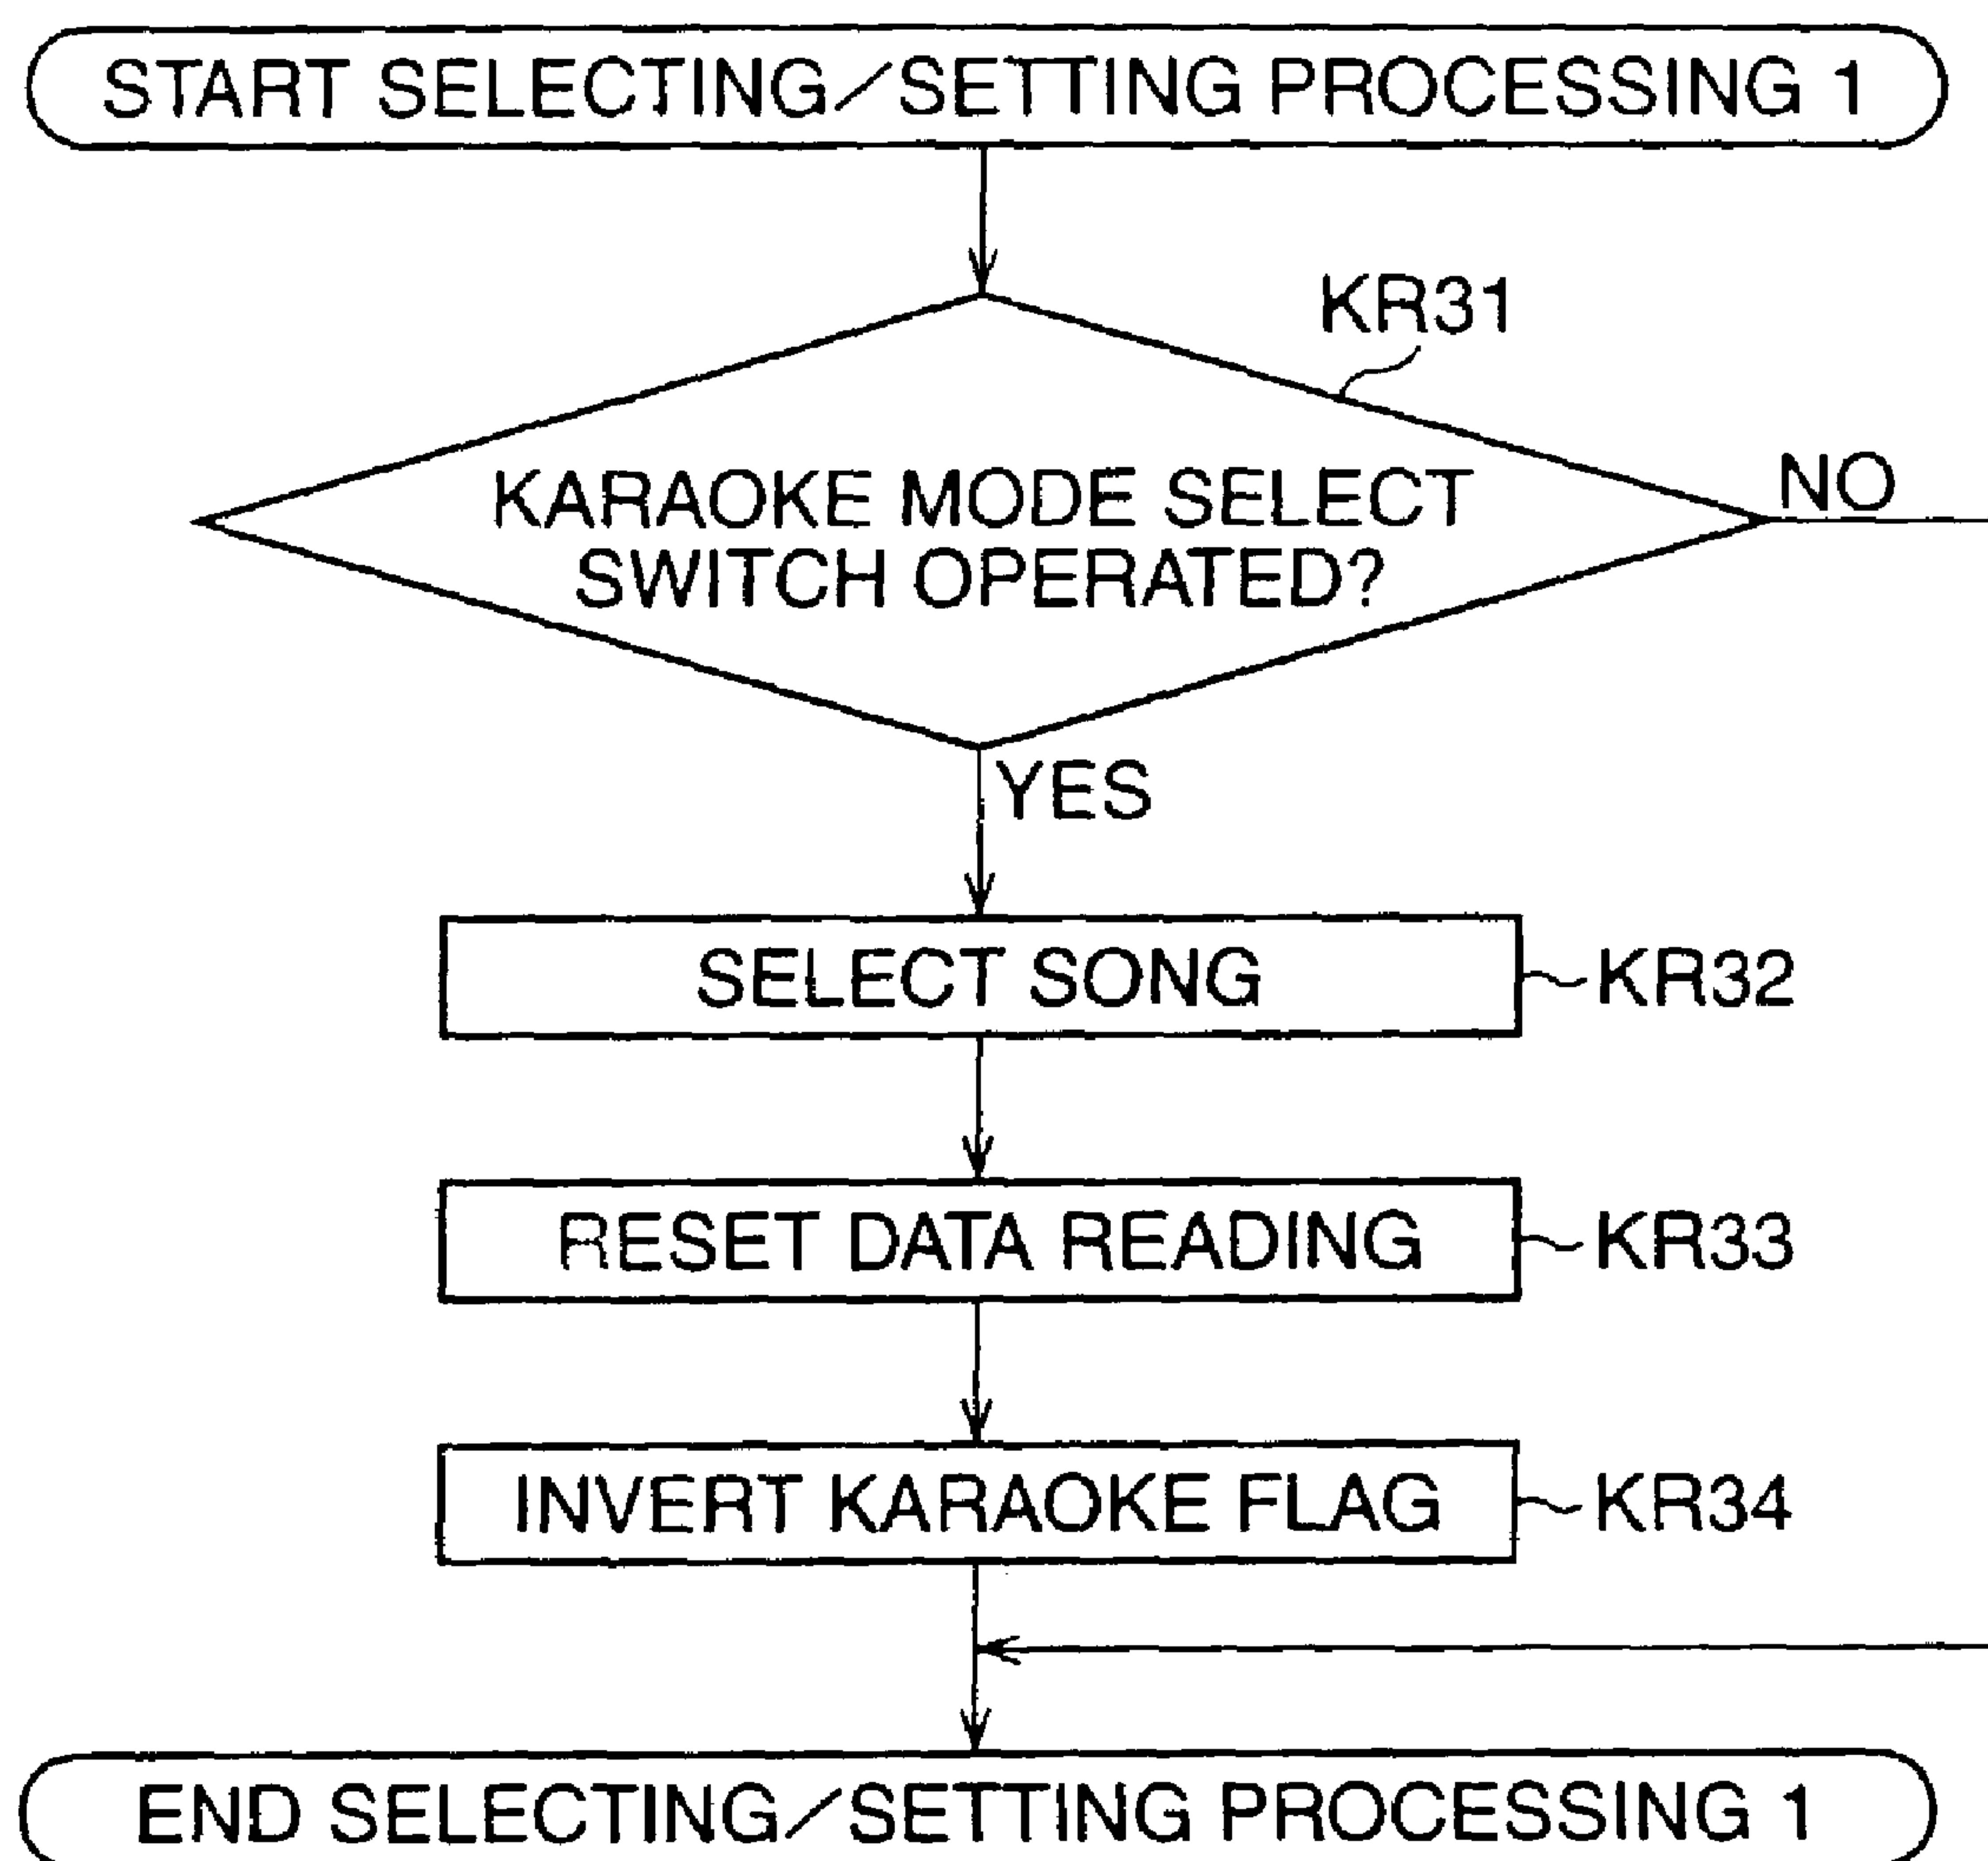 START SELECTING/SETTING PROCESSING 1
KR31
KARAOKE MODE SELECT
SWITCH OPERATED?
NO
YES
SELECT SONG
KR32
RESET DATA READING
KR33
INVERT KARAOKE FLAG
KR34
END SELECTING/SETTING PROCESSING 1